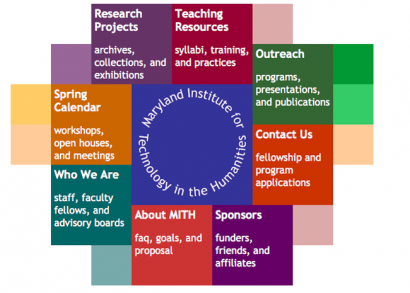 Research
Projects
archives,
collections, and
exhibitions
Teaching
Resources
syllabi, training,
and practices
Outreach
programs,
presentations,
and publications
Spring
Calendar
workshops,
open houses,
and meetings
Maryland Institute for
Technology in the Humanities
Contact Us
fellowship and
program
applications
Who We Are
staff, faculty
fellows, and
advisory boards
About MITH
faq, goals, and
proposal
Sponsors
funders,
friends, and
affiliates